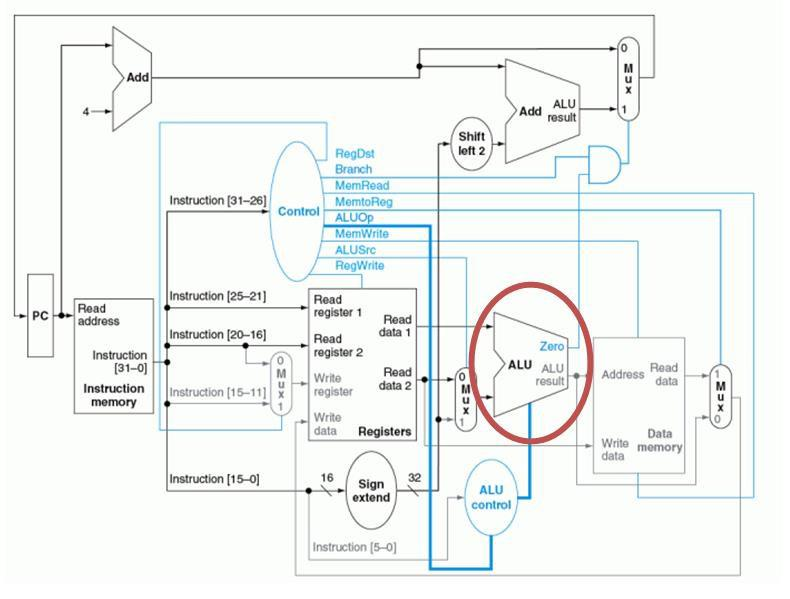 0
M
u
x
1
Add
Add
ALU
result
4
Shift
left 2
RegDst
Branch
MemRead
MemtoReg
ALUOp
MemWrite
ALUSrc
RegWrite
Control
Instruction [31–26]
Instruction [25–21]
Instruction [20–16]
Instruction [15–11]
Instruction [15–0]
Instruction [5–0]
PC
Read
address
Instruction
[31–0]
Instruction
memory
0
M
u
x
1
Read
register 1
Read
register 2
Write
register
Write
data
Read
data 1
Read
data 2
Registers
0
M
u
x
1
Zero
ALU
ALU
result
Address
Read
data
Write
data
Data
memory
1
M
u
x
0
16
Sign
extend
32
ALU
control